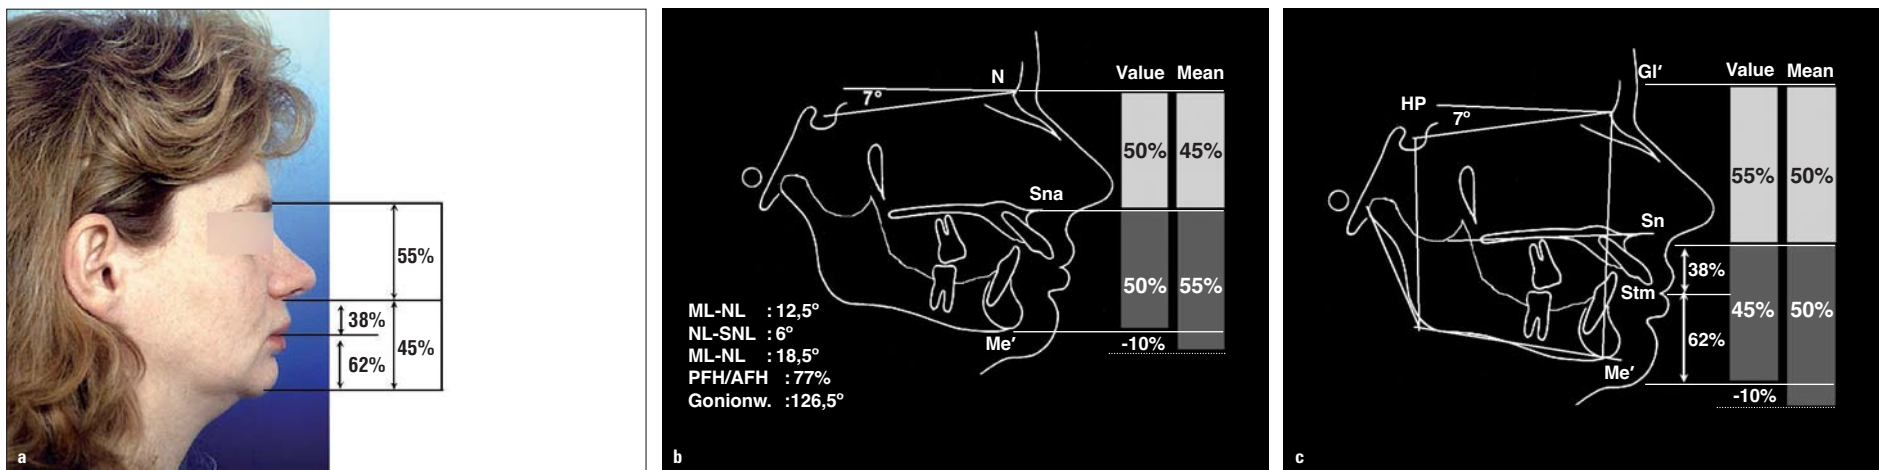 55%
38%
45%
62%
a
N
Value Mean
7°
50% 45%
Sna
50% 55%
ML-NL : 12,5°
NL-SNL : 6°
ML-NL : 18,5°
PFH/AFH : 77%
Gonionw. :126,5°
Me′
-10%
b
Gl′
Value Mean
HP
7°
55% 50%
Sn
38%
Stm
45% 50%
62%
Me′
-10%
c